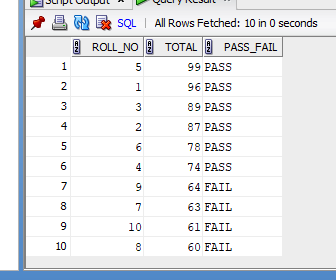 Script Output × Query Result ×
SQL | All Rows Fetched: 10 in 0 seconds
ROLL_NO TOTAL PASS_FAIL
1 5 99 PASS
2 1 96 PASS
3 3 89 PASS
4 2 87 PASS
5 6 78 PASS
6 4 74 PASS
7 9 64 FAIL
8 7 63 FAIL
9 10 61 FAIL
10 8 60 FAIL